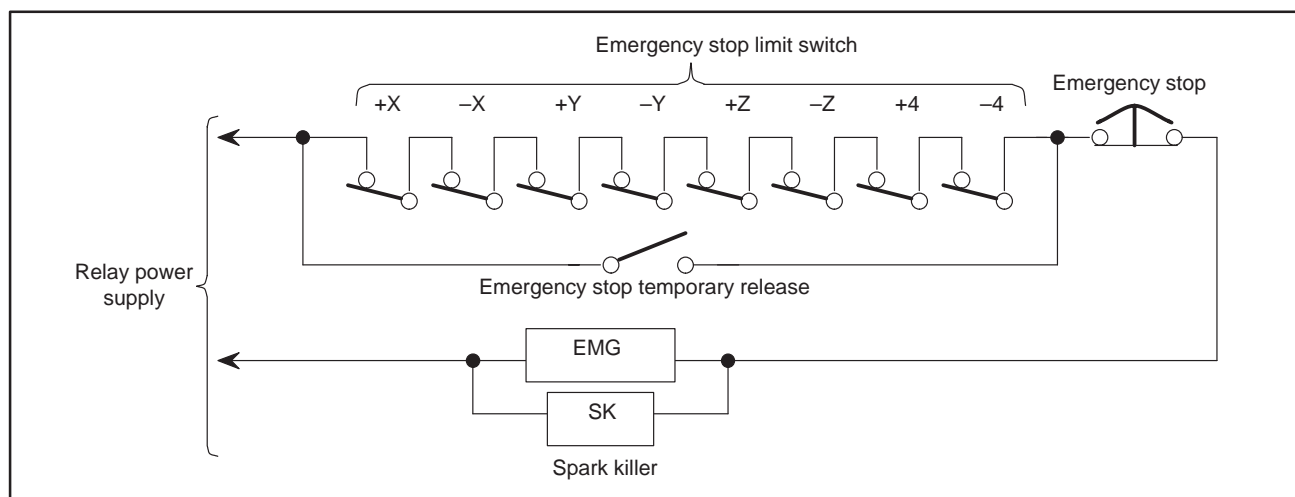 Emergency stop limit switch
Emergency stop
+X –X +Y –Y +Z –Z +4 –4
Relay power
supply
Emergency stop temporary release
EMG
SK
Spark killer